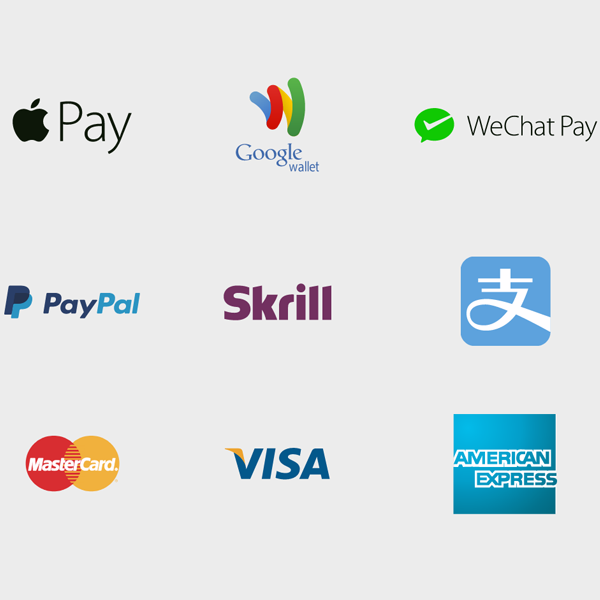 Pay
Google
wallet
WeChat Pay
PayPal
Skrill
支
MasterCard.
VISA
AMERICAN
EXPRESS